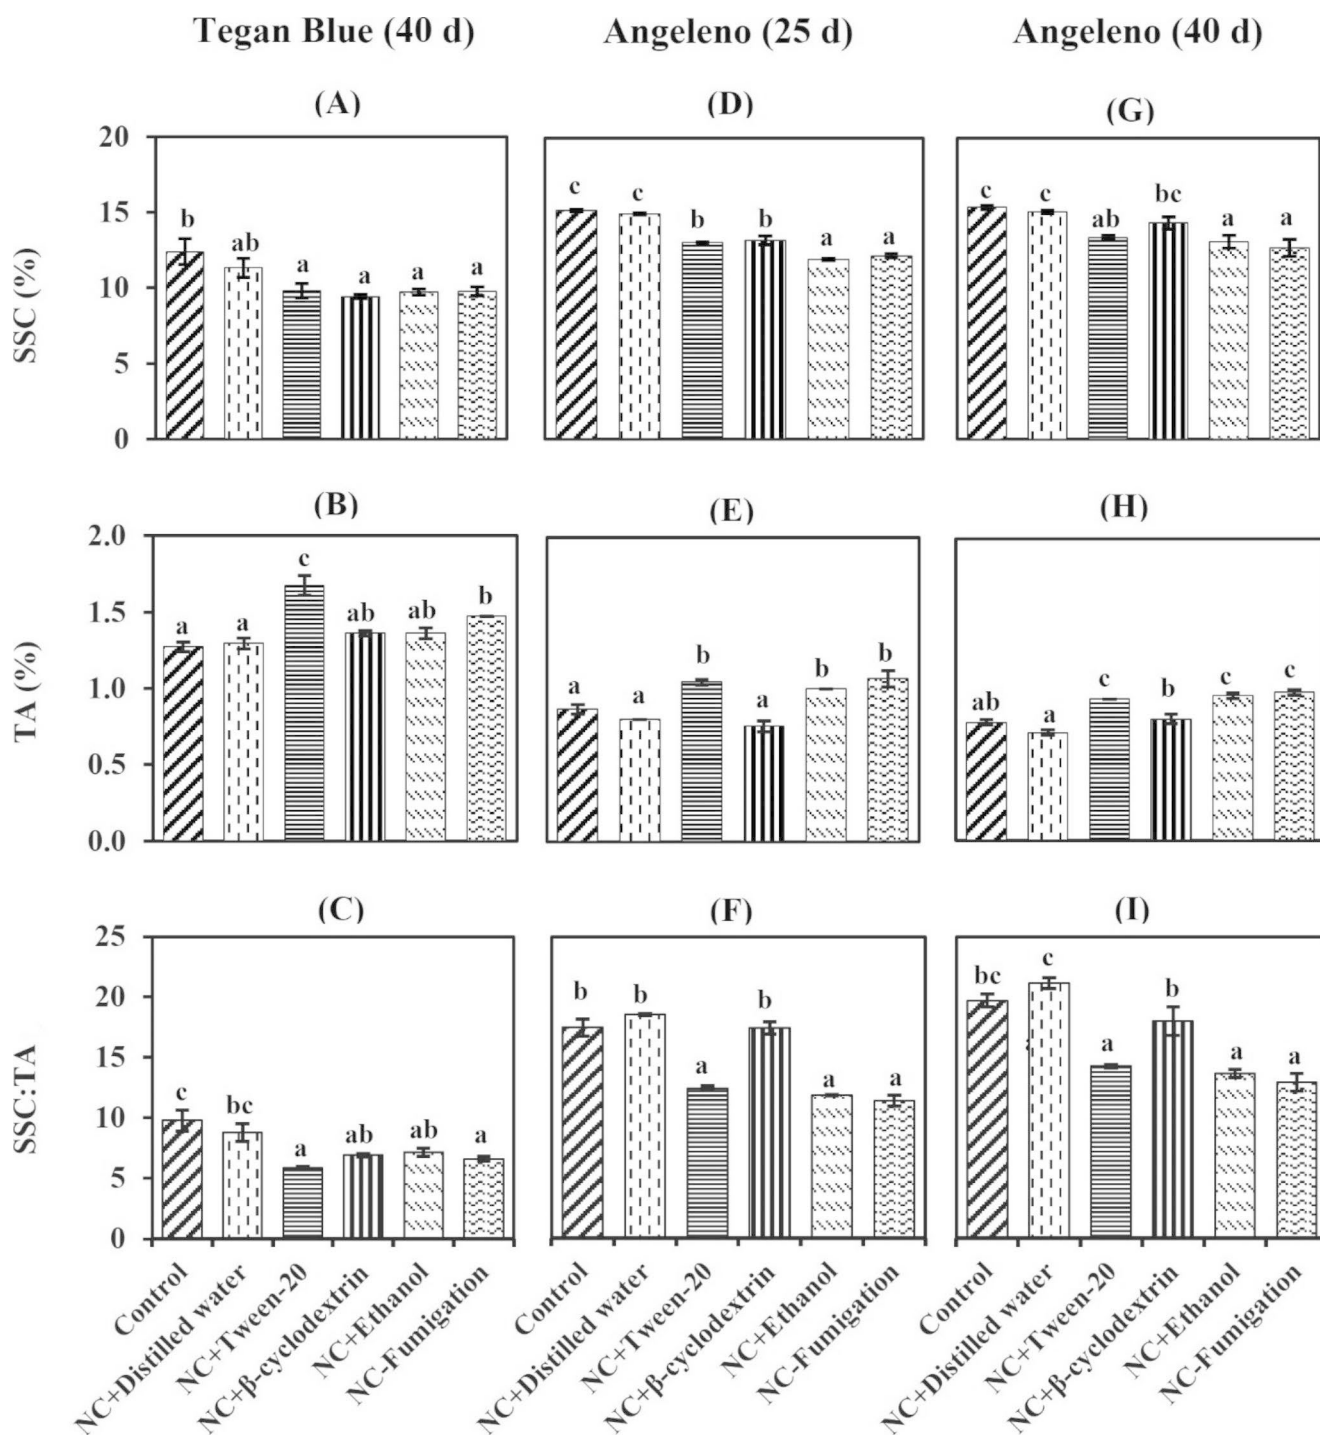 Tegan Blue (40 d) Angeleno (25 d) Angeleno (40 d)
(A) (D) (G)
SSC (%)
20
15
10
5
0
b ab a a a a
c c b b a a
c c ab bc a a
(B) (E) (H)
TA (%)
2.0
1.5
1.0
0.5
0.0
a a c ab ab b
a a b a b b
ab a c b c c
(C) (F) (I)
SSC:TA
25
20
15
10
5
0
c bc a ab ab a
b b a b a a
bc c a b a a
Control
NC+Distilled water
NC+Tween-20
NC+β-cyclodextrin
NC+Ethanol
NC-Fumigation
Control
NC+Distilled water
NC+Tween-20
NC+β-cyclodextrin
NC+Ethanol
NC-Fumigation
Control
NC+Distilled water
NC+Tween-20
NC+β-cyclodextrin
NC+Ethanol
NC-Fumigation